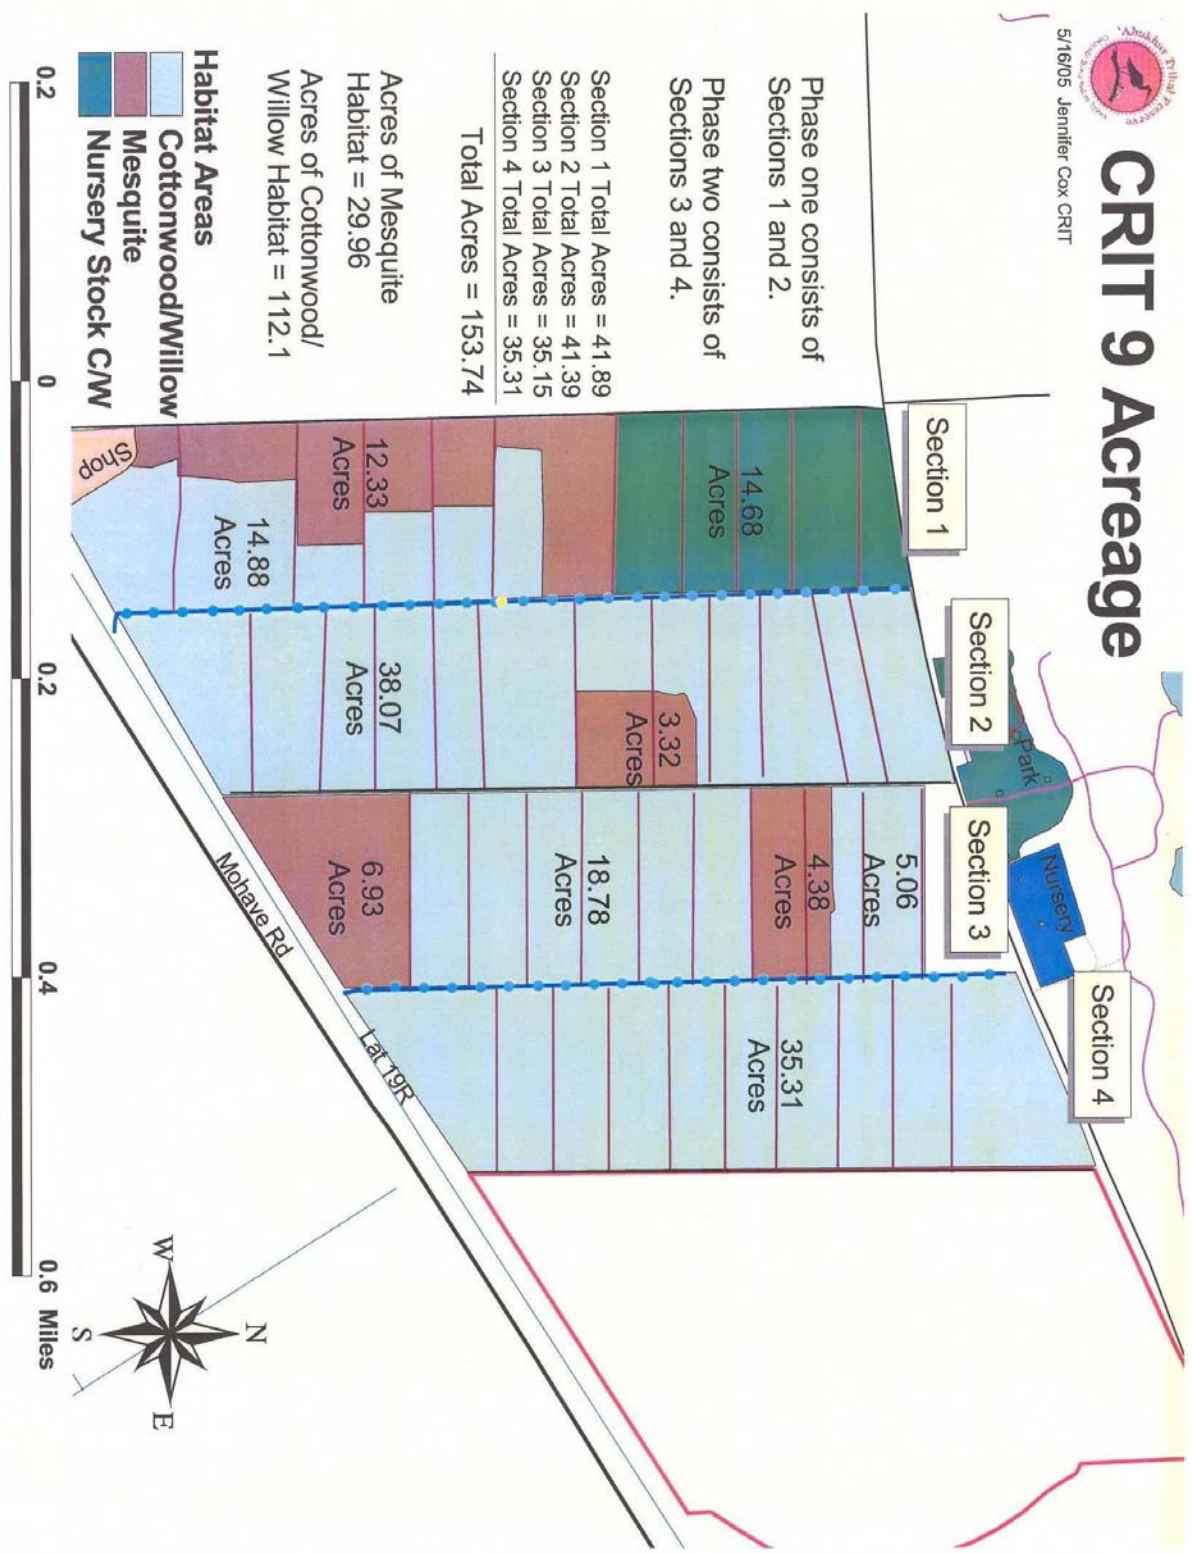 'Ahakhav Tribal Preserve
CRIT 9 Acreage
5/16/05 Jennifer Cox CRIT
Phase one consists of
Sections 1 and 2.
Phase two consists of
Sections 3 and 4.
Section 1 Total Acres = 41.89
Section 2 Total Acres = 41.39
Section 3 Total Acres = 35.15
Section 4 Total Acres = 35.31
Total Acres = 153.74
Acres of Mesquite
Habitat = 29.96
Acres of Cottonwood/
Willow Habitat = 112.1
Habitat Areas
Cottonwood/Willow
Mesquite
Nursery Stock C/W
Section 1
Section 2
Section 3
Section 4
Park
Nursery
14.68
Acres
12.33
Acres
14.88
Acres
Shop
38.07
Acres
3.32
Acres
5.06
Acres
4.38
Acres
18.78
Acres
6.93
Acres
35.31
Acres
Mohave Rd
Lat 19R
N
W
E
S
0.2 0 0.2 0.4 0.6 Miles